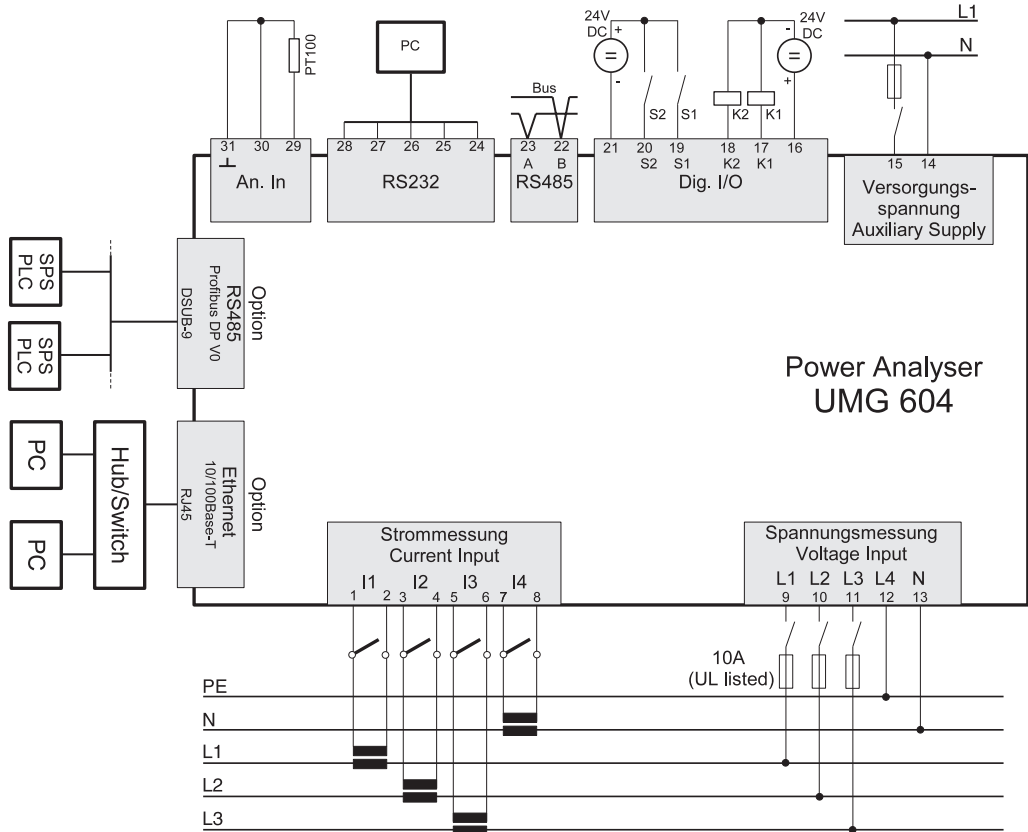 24V
DC
+
-
24V
DC
-
+
L1
N
PT100
PC
Bus
S2
S1
K2
K1
31
30
29
28
27
26
25
24
23
22
21
20
19
18
17
16
15
14
A
B
S2
S1
K2
K1
An. In
RS232
RS485
Dig. I/O
Versorgungs-
spannung
Auxiliary Supply
SPS
PLC
SPS
PLC
Option
RS485
Profibus DP V0
DSUB-9
Power Analyser
UMG 604
PC
PC
Hub/Switch
Option
Ethernet
10/100Base-T
RJ45
Strommessung
Current Input
I1
I2
I3
I4
1
2
3
4
5
6
7
8
Spannungsmessung
Voltage Input
L1
L2
L3
L4
N
9
10
11
12
13
10A
(UL listed)
PE
N
L1
L2
L3